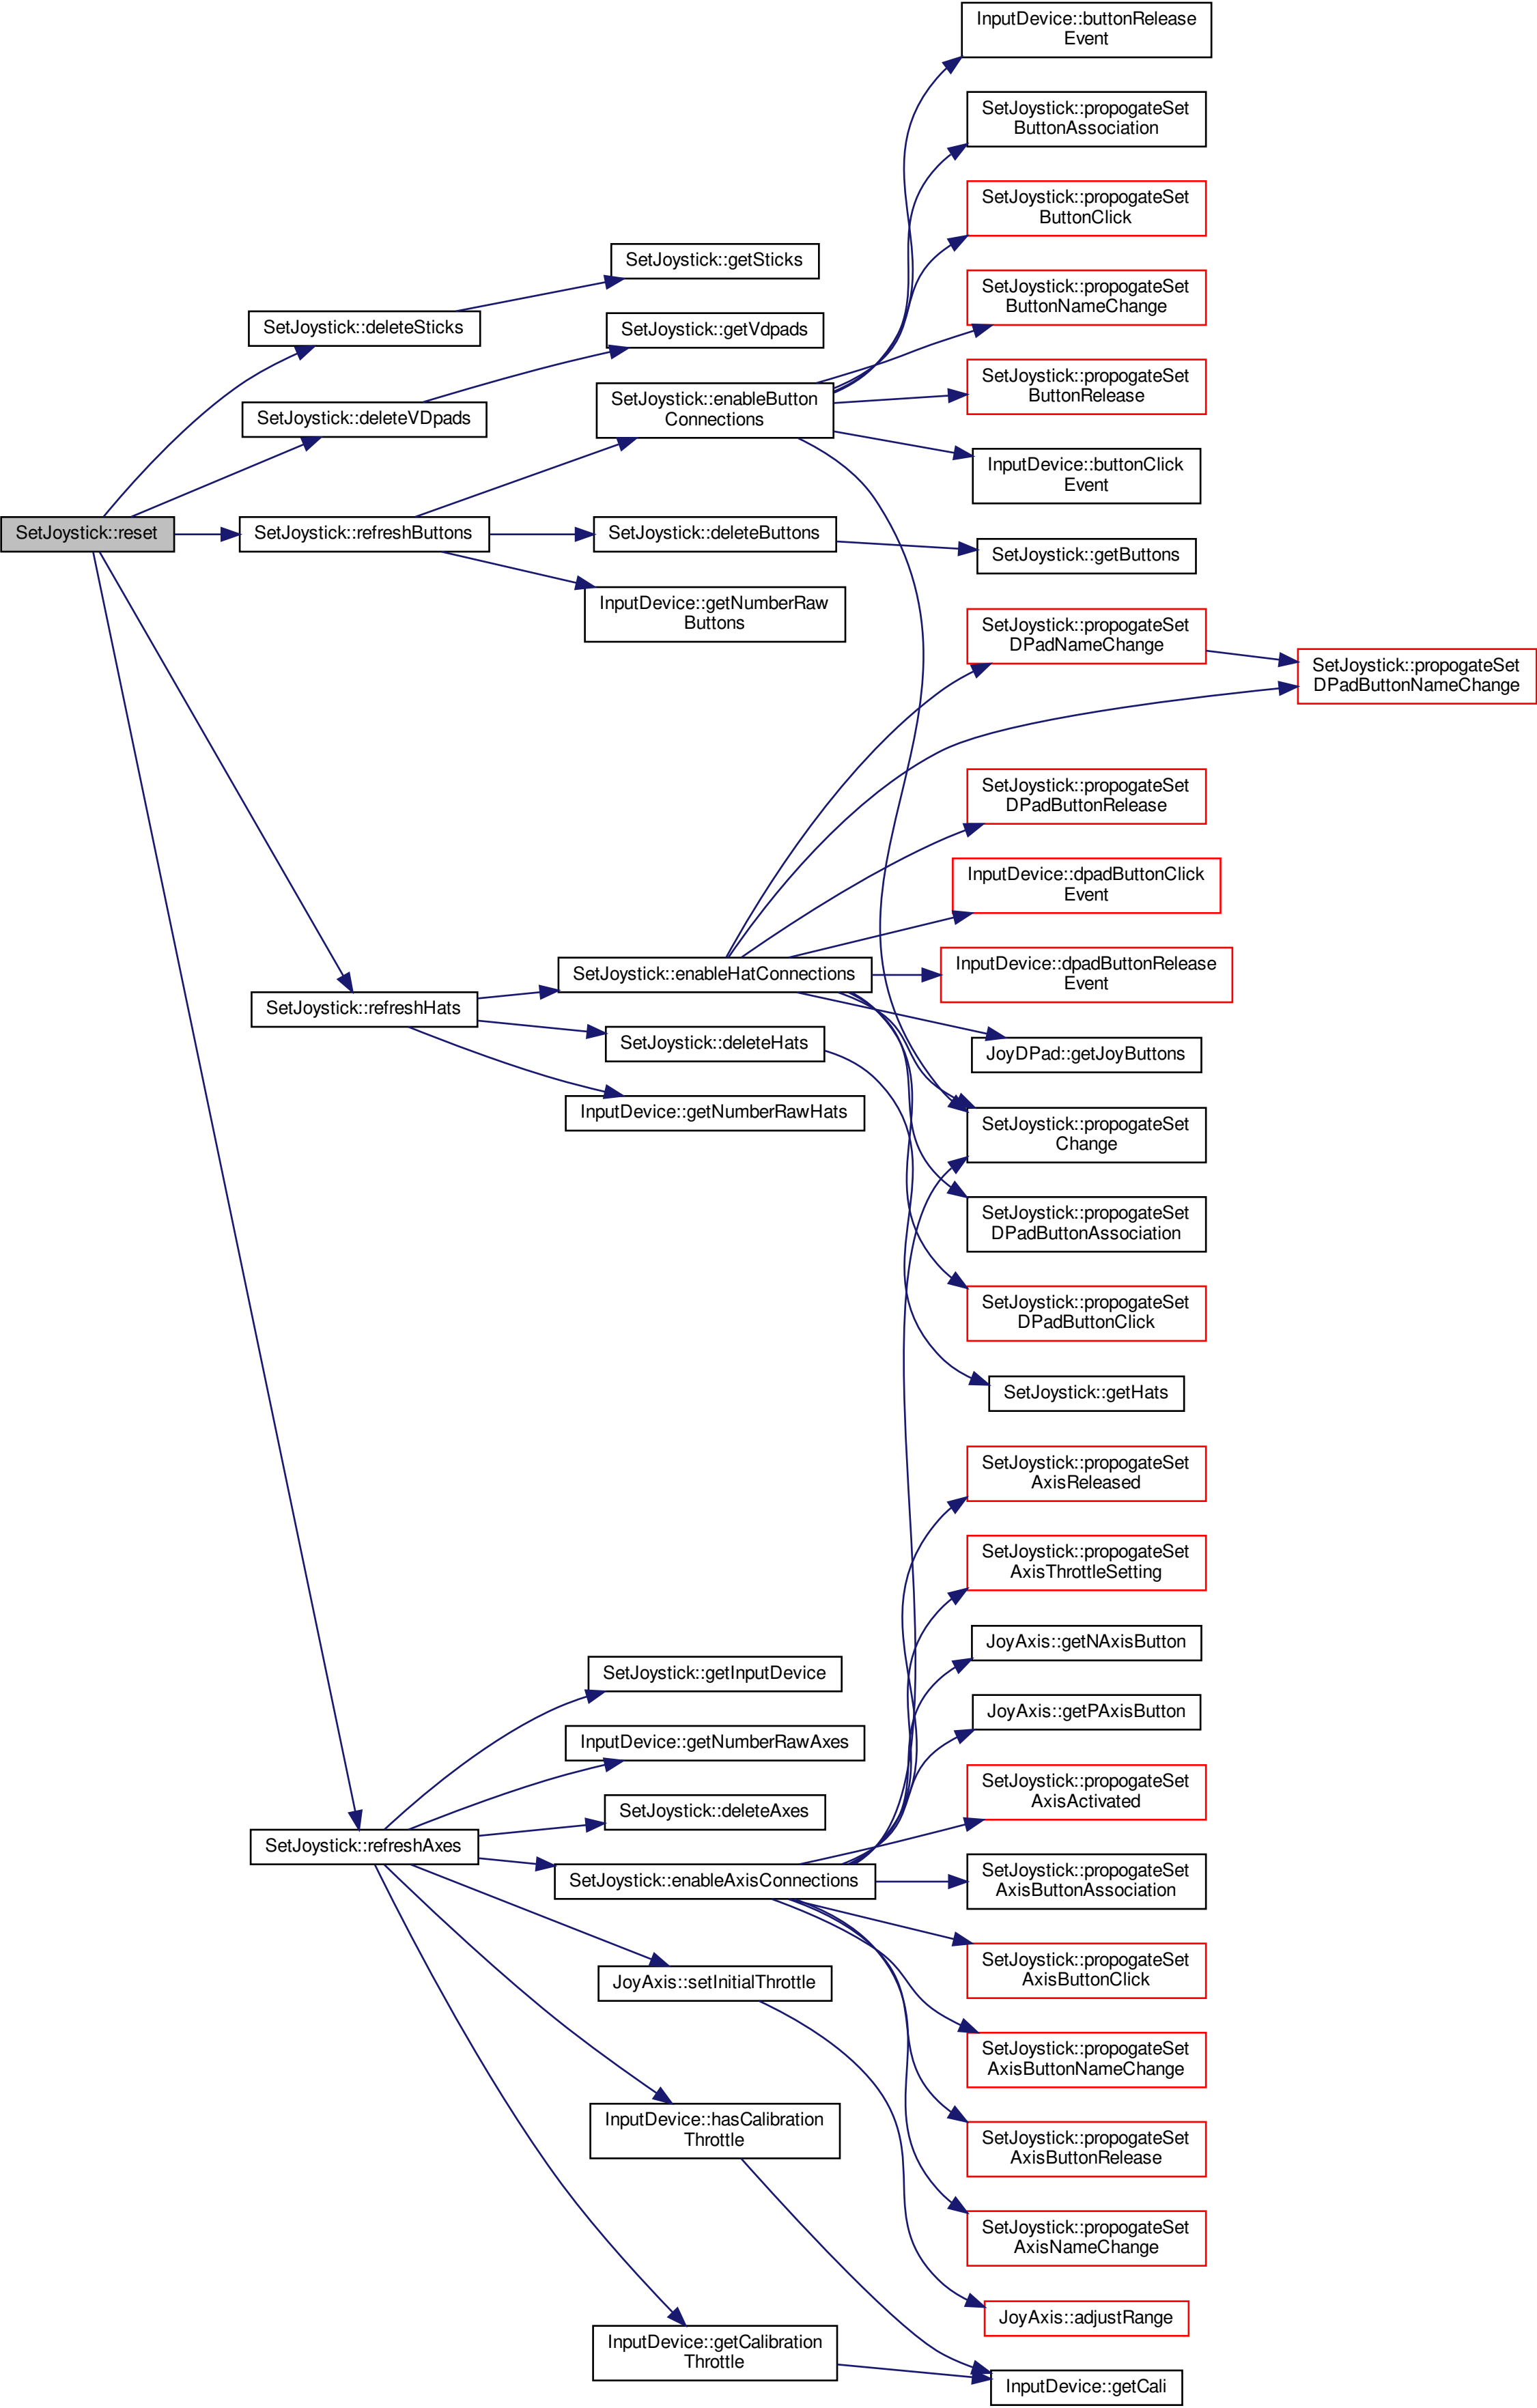 SetJoystick::reset
SetJoystick::deleteSticks
SetJoystick::deleteVDpads
SetJoystick::refreshButtons
SetJoystick::refreshHats
SetJoystick::refreshAxes
SetJoystick::getSticks
SetJoystick::getVdpads
SetJoystick::enableButton
Connections
SetJoystick::deleteButtons
InputDevice::getNumberRaw
Buttons
SetJoystick::enableHatConnections
SetJoystick::deleteHats
InputDevice::getNumberRawHats
SetJoystick::getInputDevice
InputDevice::getNumberRawAxes
SetJoystick::deleteAxes
SetJoystick::enableAxisConnections
JoyAxis::setInitialThrottle
InputDevice::hasCalibration
Throttle
InputDevice::getCalibration
Throttle
InputDevice::buttonRelease
Event
SetJoystick::propogateSet
ButtonAssociation
SetJoystick::propogateSet
ButtonClick
SetJoystick::propogateSet
ButtonNameChange
SetJoystick::propogateSet
ButtonRelease
InputDevice::buttonClick
Event
SetJoystick::getButtons
SetJoystick::propogateSet
DPadNameChange
SetJoystick::propogateSet
DPadButtonNameChange
SetJoystick::propogateSet
DPadButtonRelease
InputDevice::dpadButtonClick
Event
InputDevice::dpadButtonRelease
Event
JoyDPad::getJoyButtons
SetJoystick::propogateSet
Change
SetJoystick::propogateSet
DPadButtonAssociation
SetJoystick::propogateSet
DPadButtonClick
SetJoystick::getHats
SetJoystick::propogateSet
AxisReleased
SetJoystick::propogateSet
AxisThrottleSetting
JoyAxis::getNAxisButton
JoyAxis::getPAxisButton
SetJoystick::propogateSet
AxisActivated
SetJoystick::propogateSet
AxisButtonAssociation
SetJoystick::propogateSet
AxisButtonClick
SetJoystick::propogateSet
AxisButtonNameChange
SetJoystick::propogateSet
AxisButtonRelease
SetJoystick::propogateSet
AxisNameChange
JoyAxis::adjustRange
InputDevice::getCali